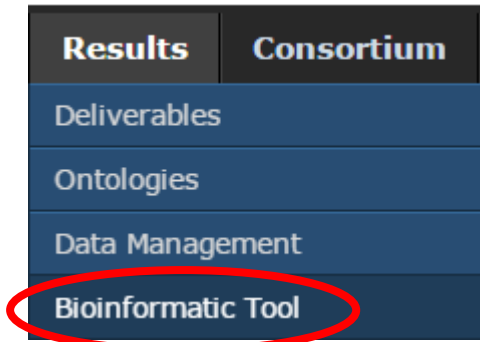 Results Consortium
Deliverables
Ontologies
Data Management
Bioinformatic Tool